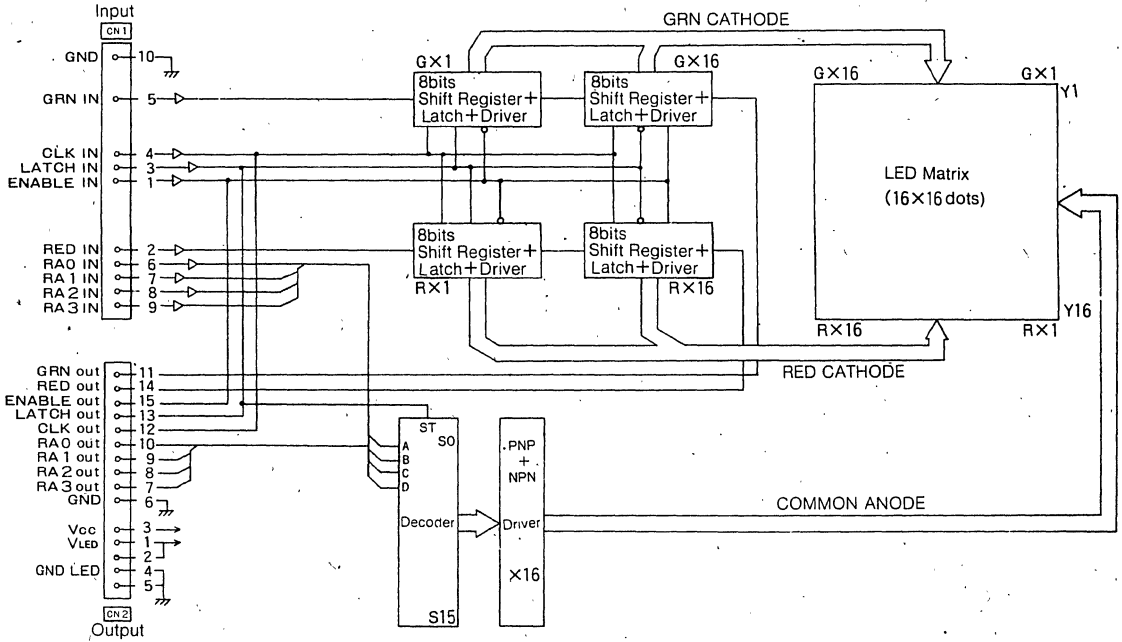 Input
CN1
GND 10
GRN IN 5
CLK IN 4
LATCH IN 3
ENABLE IN 1
RED IN 2
RA0 IN 6
RA1 IN 7
RA2 IN 8
RA3 IN 9
G×1
8bits
Shift Register+
Latch+Driver
G×16
8bits
Shift Register+
Latch+Driver
8bits
Shift Register+
Latch+Driver
R×1
8bits
Shift Register+
Latch+Driver
R×16
GRN CATHODE
G×16
G×1
Y1
LED Matrix
(16×16dots)
Y16
R×16
R×1
RED CATHODE
GRN out 11
RED out 14
ENABLE out 15
LATCH out 13
CLK out 12
RA0 out 10
RA1 out 9
RA2 out 8
RA3 out 7
GND 6
Vcc 3
VLED 1
2
GND LED 4
5
CN2
Output
ST
S0
A
B
C
D
Decoder
S15
PNP
+
NPN
Driver
×16
COMMON ANODE